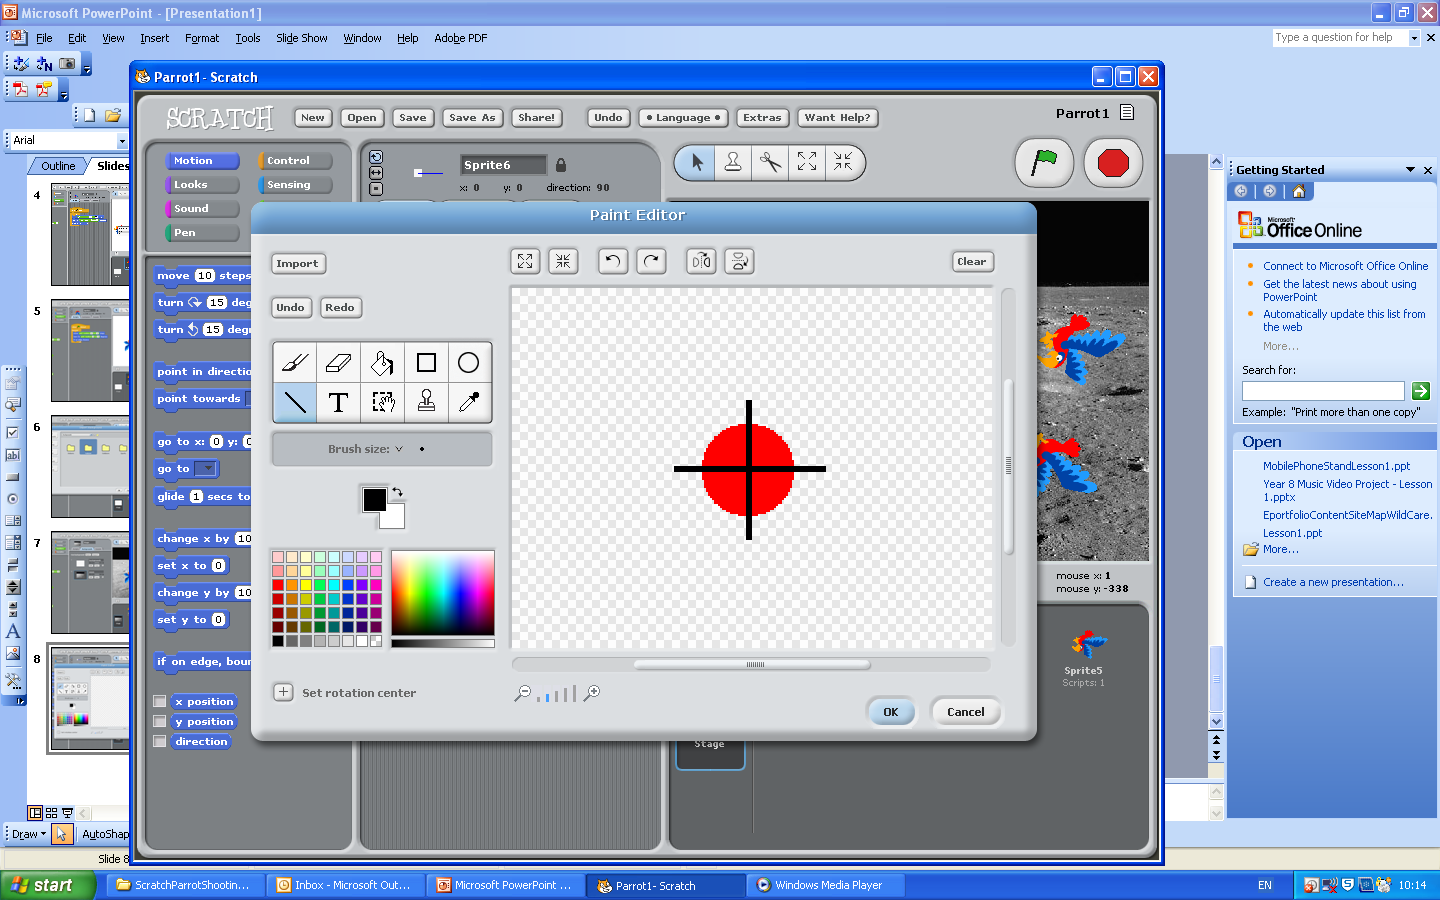 Microsoft PowerPoint - [Presentation1]
File Edit View Insert Format Tools Slide Show Window Help Adobe PDF
Type a question for help
Parrot1- Scratch
SCRATCH
New Open Save Save As Share! Undo • Language • Extras Want Help?
Parrot1
Arial
Outline Slides
Motion Control
Looks Sensing
Sound
Pen
Sprite6
x: 0 y: 0 direction: 90
Paint Editor
Import
Clear
Undo Redo
T
Brush size:
Set rotation center
OK Cancel
move 10 steps
turn 15 deg
turn 15 degr
point in directio
point towards
go to x: 0 y: 0
go to
glide 1 secs to
change x by 10
set x to 0
change y by 10
set y to 0
if on edge, boun
x position
y position
direction
mouse x: 1
mouse y: -338
Sprite5
Scripts: 1
Stage
4
5
6
7
8
Draw AutoShap
Slide 8
Getting Started
Microsoft
Office Online
Connect to Microsoft Office Online
Get the latest news about using
PowerPoint
Automatically update this list from
the web
More...
Search for:
Example: "Print more than one copy"
Open
MobilePhoneStandLesson1.ppt
Year 8 Music Video Project - Lesson
1.pptx
EportfolioContentSiteMapWildCare.
Lesson1.ppt
More...
Create a new presentation...
start
ScratchParrotShootin...
Inbox - Microsoft Out...
Microsoft PowerPoint ...
Parrot1- Scratch
Windows Media Player
EN
10:14